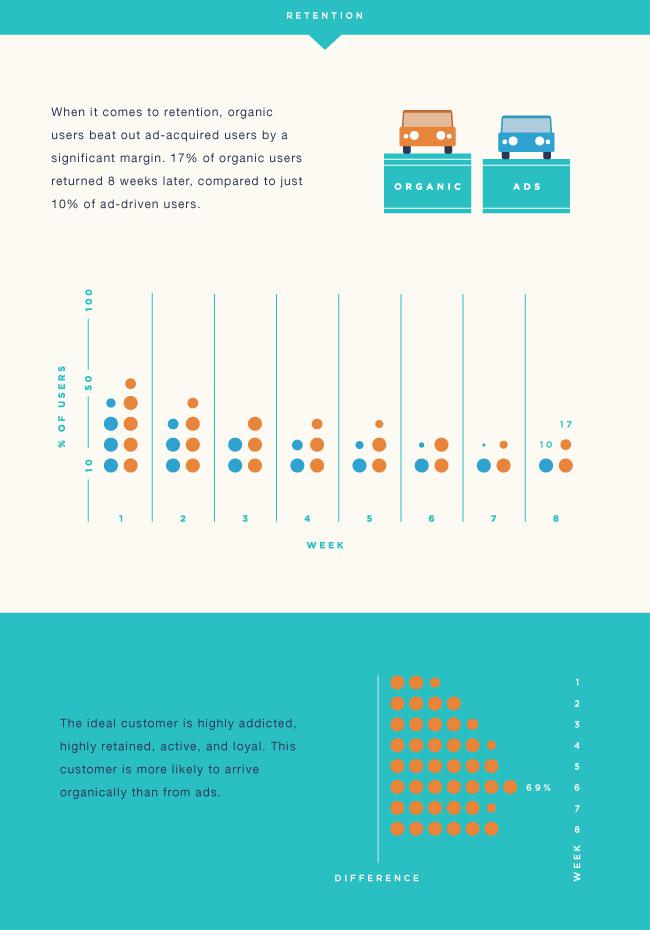 RETENTION
When it comes to retention, organic
users beat out ad-acquired users by a
significant margin. 17% of organic users
returned 8 weeks later, compared to just
10% of ad-driven users.
ORGANIC
ADS
% OF USERS
100
50
10
17
10
1 2 3 4 5 6 7 8
WEEK
The ideal customer is highly addicted,
highly retained, active, and loyal. This
customer is more likely to arrive
organically than from ads.
1
2
3
4
5
69% 6
7
8
WEEK
DIFFERENCE